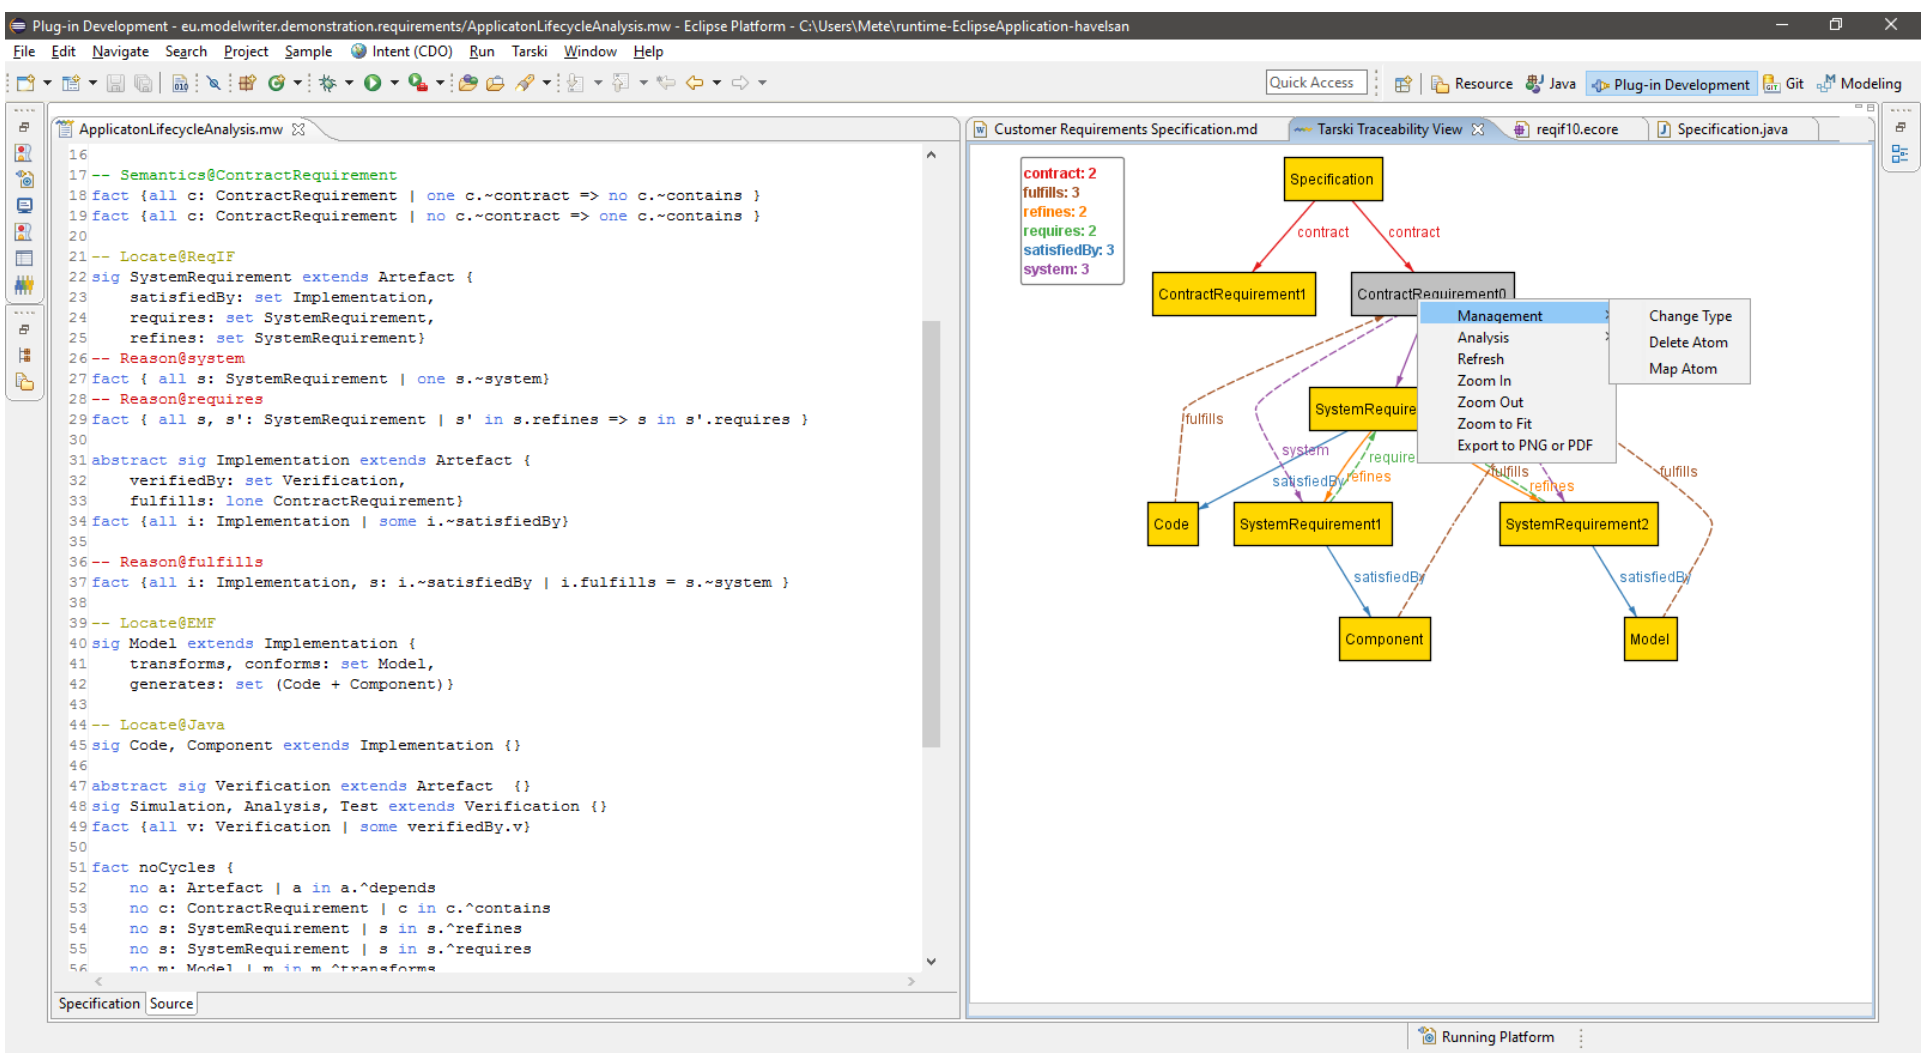 Plug-in Development - eu.modelwriter.demonstration.requirements/ApplicatonLifecycleAnalysis.mw - Eclipse Platform - C:\Users\Mete\runtime-EclipseApplication-havelsan
File Edit Navigate Search Project Sample Intent (CDO) Run Tarski Window Help
Quick Access Resource Java Plug-in Development Git Modeling
ApplicatonLifecycleAnalysis.mw
16
17 -- Semantics@ContractRequirement
18 fact {all c: ContractRequirement | one c.~contract => no c.~contains }
19 fact {all c: ContractRequirement | no c.~contract => one c.~contains }
20
21 -- Locate@ReqIF
22 sig SystemRequirement extends Artefact {
23 satisfiedBy: set Implementation,
24 requires: set SystemRequirement,
25 refines: set SystemRequirement}
26 -- Reason@system
27 fact { all s: SystemRequirement | one s.~system}
28 -- Reason@requires
29 fact { all s, s': SystemRequirement | s' in s.refines => s in s'.requires }
30
31 abstract sig Implementation extends Artefact {
32 verifiedBy: set Verification,
33 fulfills: lone ContractRequirement}
34 fact {all i: Implementation | some i.~satisfiedBy}
35
36 -- Reason@fulfills
37 fact {all i: Implementation, s: i.~satisfiedBy | i.fulfills = s.~system }
38
39 -- Locate@EMF
40 sig Model extends Implementation {
41 transforms, conforms: set Model,
42 generates: set (Code + Component)}
43
44 -- Locate@Java
45 sig Code, Component extends Implementation {}
46
47 abstract sig Verification extends Artefact {}
48 sig Simulation, Analysis, Test extends Verification {}
49 fact {all v: Verification | some verifiedBy.v}
50
51 fact noCycles {
52 no a: Artefact | a in a.^depends
53 no c: ContractRequirement | c in c.^contains
54 no s: SystemRequirement | s in s.^refines
55 no s: SystemRequirement | s in s.^requires
56 no m: Model | m in m.^transforms
Specification Source
Customer Requirements Specification.md Tarski Traceability View reqif10.ecore Specification.java
contract: 2
fulfills: 3
refines: 2
requires: 2
satisfiedBy: 3
system: 3
Specification
contract contract
ContractRequirement1 ContractRequirement0
Management
Analysis
Refresh
Zoom In
Zoom Out
Zoom to Fit
Export to PNG or PDF
Change Type
Delete Atom
Map Atom
SystemRequire
fulfills
system
require
satisfiedBy refines
fulfills
refines
fulfills
Code SystemRequirement1 SystemRequirement2
satisfiedBy satisfiedBy
Component Model
Running Platform